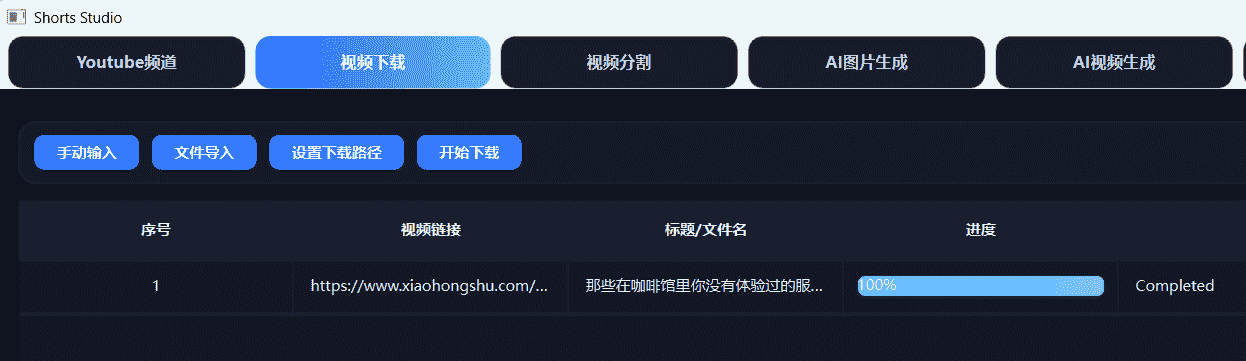 Shorts Studio
Youtube频道 视频下载 视频分割 AI图片生成 AI视频生成
手动输入 文件导入 设置下载路径 开始下载
序号 视频链接 标题/文件名 进度
1 https://www.xiaohongshu.com/... 那些在咖啡馆里你没有体验过的服... 100% Completed